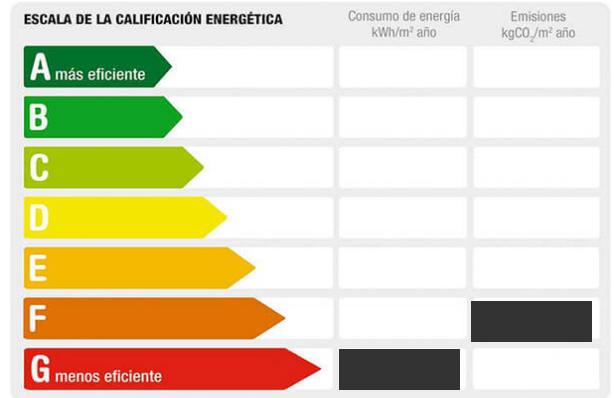 ESCALA DE LA CALIFICACIÓN ENERGÉTICA
Consumo de energía
kWh/m² año
Emisiones
kgCO₂/m² año
A más eficiente
B
C
D
E
F
G menos eficiente